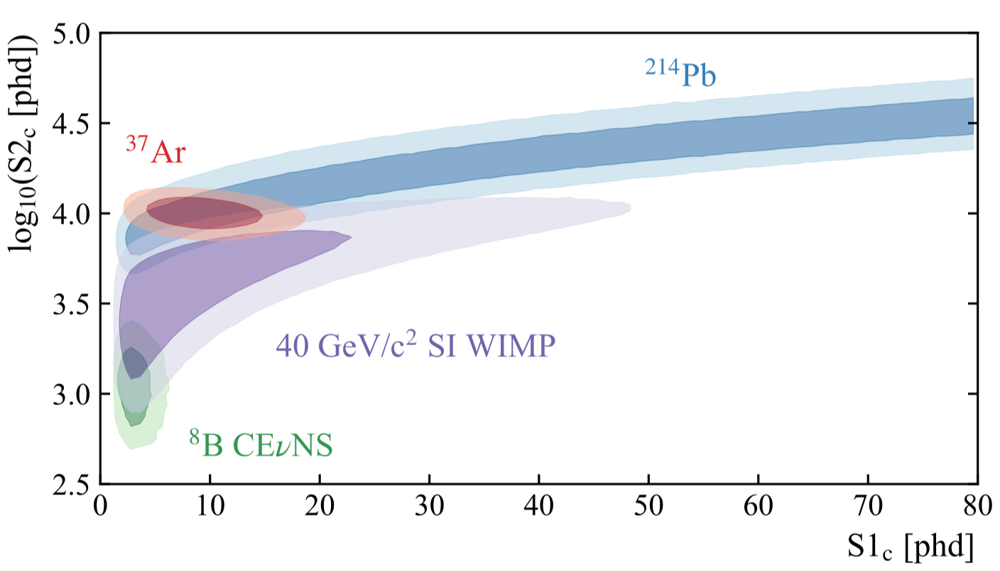 log₁₀(S2c [phd])
5.0
4.5
4.0
3.5
3.0
2.5
²¹⁴Pb
³⁷Ar
40 GeV/c² SI WIMP
⁸B CEνNS
0 10 20 30 40 50 60 70 80
S1c [phd]